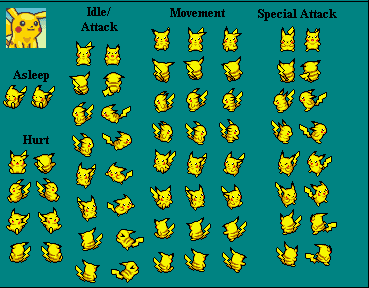 Idle/
Attack
Movement
Special Attack
Asleep
Hurt